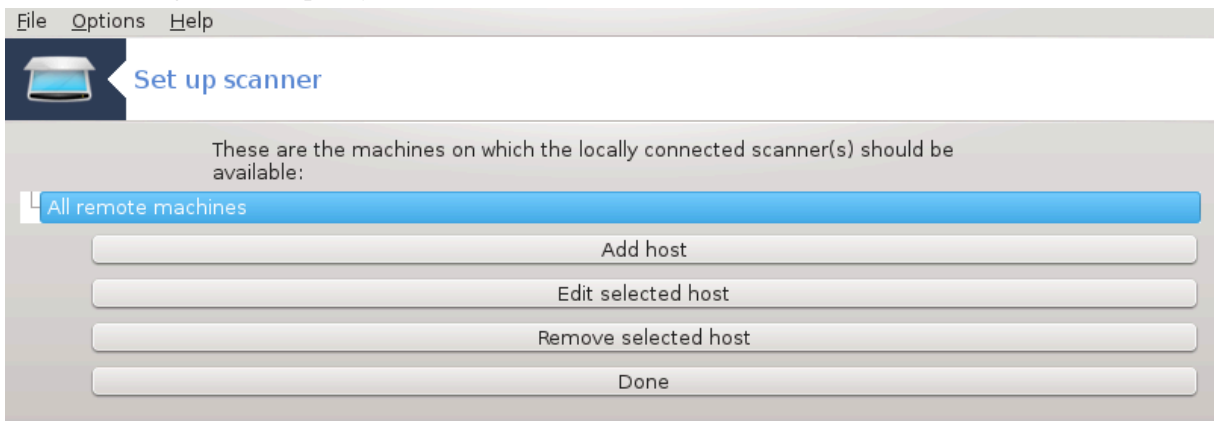 File Options Help
Set up scanner
These are the machines on which the locally connected scanner(s) should be
available:
All remote machines
Add host
Edit selected host
Remove selected host
Done